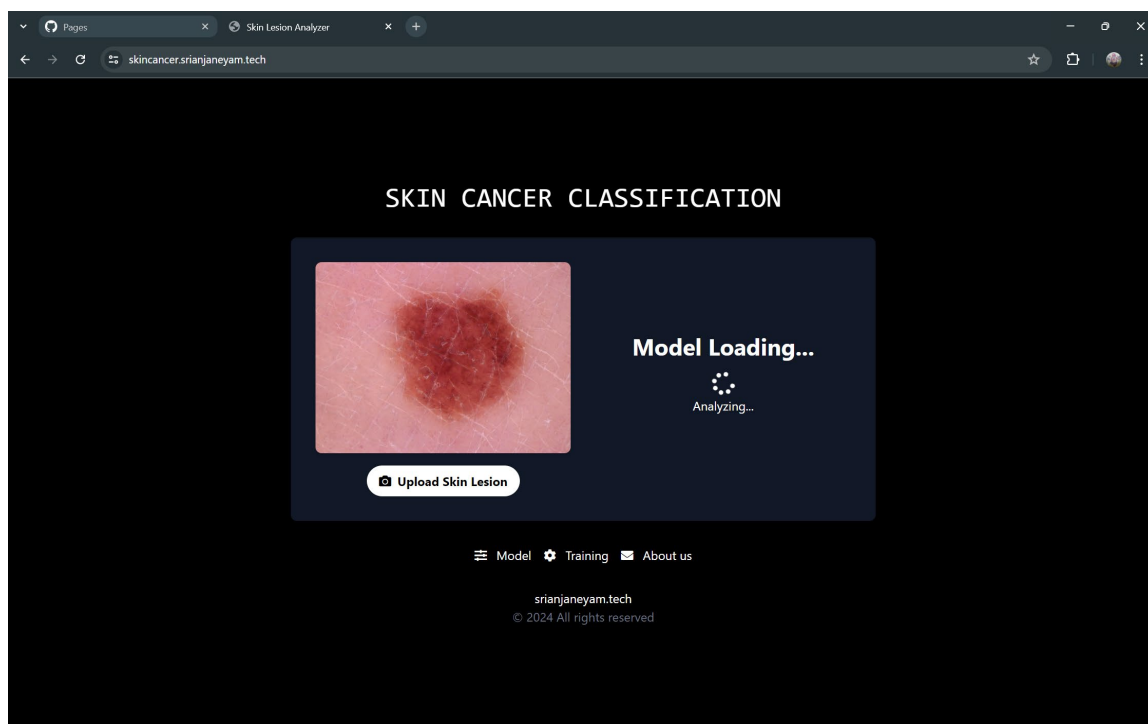 Pages
Skin Lesion Analyzer
skincancer.srianjaneyam.tech
SKIN CANCER CLASSIFICATION
Model Loading...
Analyzing...
Upload Skin Lesion
Model Training About us
srianjaneyam.tech
© 2024 All rights reserved